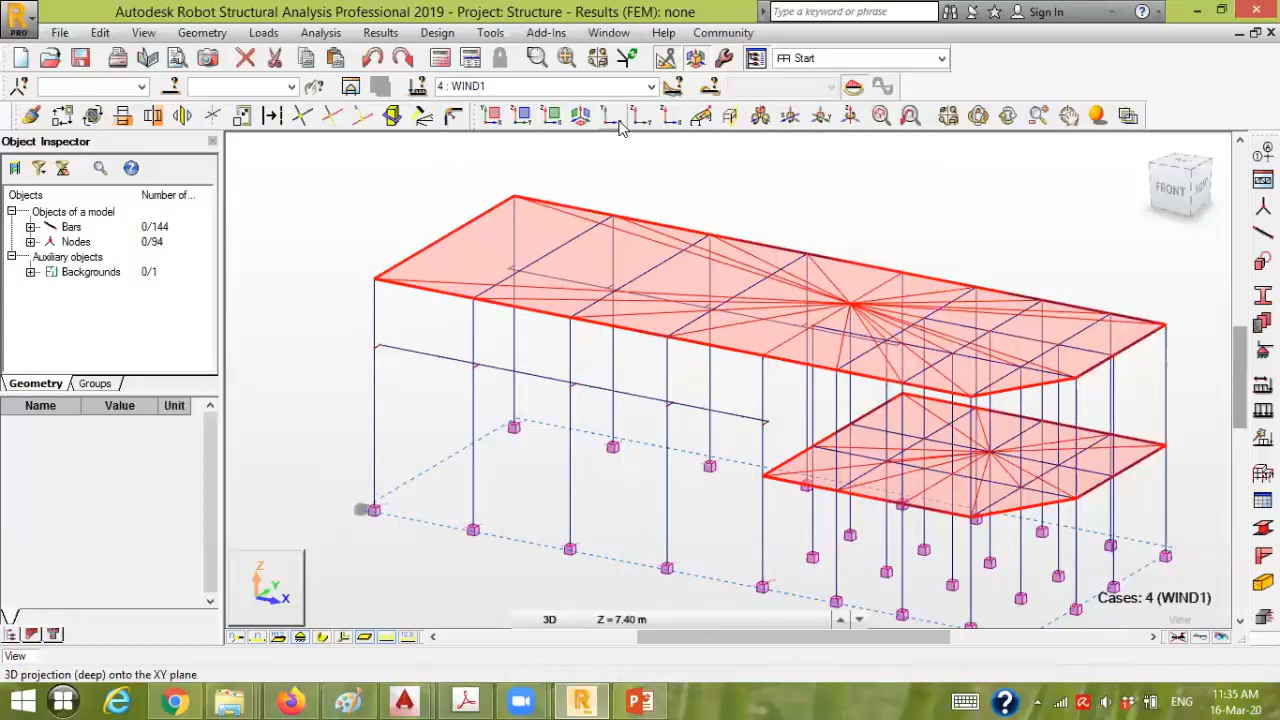 Autodesk Robot Structural Analysis Professional 2019 - Project: Structure - Results (FEM): none
Type a keyword or phrase
Sign In
PRO
File Edit View Geometry Loads Analysis Results Design Tools Add-Ins Window Help Community
Start
4 : WIND1
Object Inspector
Objects Number of...
Objects of a model
Bars 0/144
Nodes 0/94
Auxiliary objects
Backgrounds 0/1
Geometry Groups
Name Value Unit
FRONT
Z
Y
X
Cases: 4 (WIND1)
3D Z = 7.40 m
View
View
3D projection (deep) onto the XY plane
ENG
11:35 AM
16-Mar-20